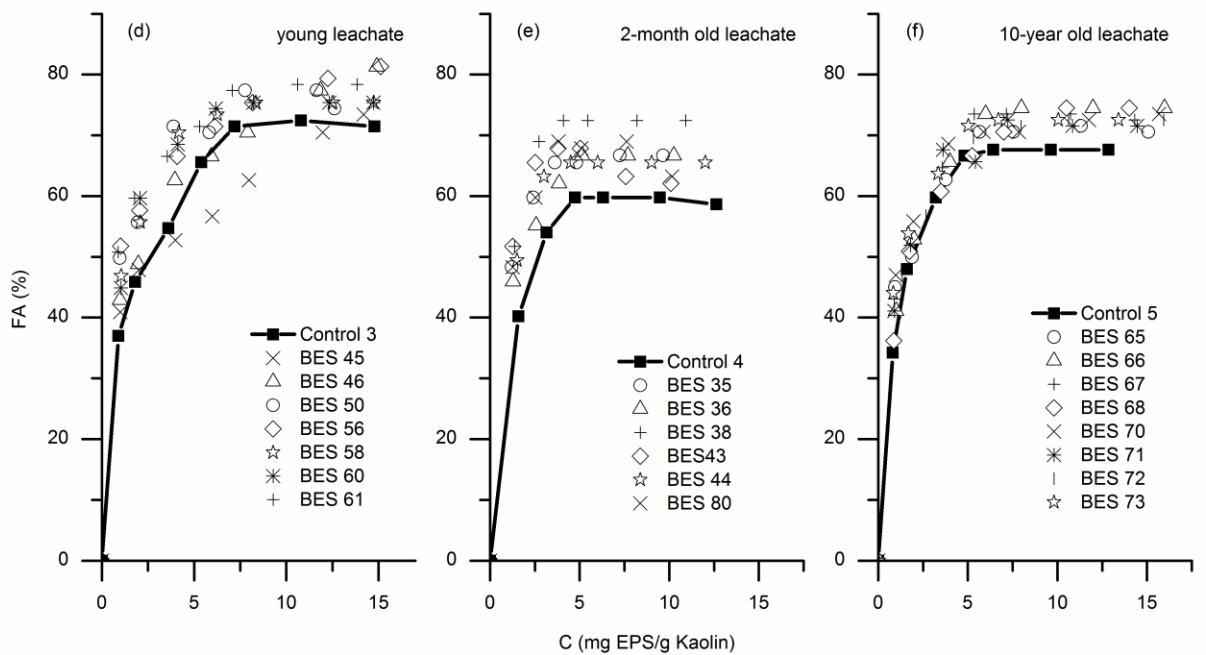 (d) young leachate
80
60
40
20
0
0 5 10 15
FA (%)
Control 3
BES 45
BES 46
BES 50
BES 56
BES 58
BES 60
BES 61
(e) 2-month old leachate
80
60
40
20
0
0 5 10 15
C (mg EPS/g Kaolin)
Control 4
BES 35
BES 36
BES 38
BES43
BES 44
BES 80
(f) 10-year old leachate
80
60
40
20
0
0 5 10 15
Control 5
BES 65
BES 66
BES 67
BES 68
BES 70
BES 71
BES 72
BES 73